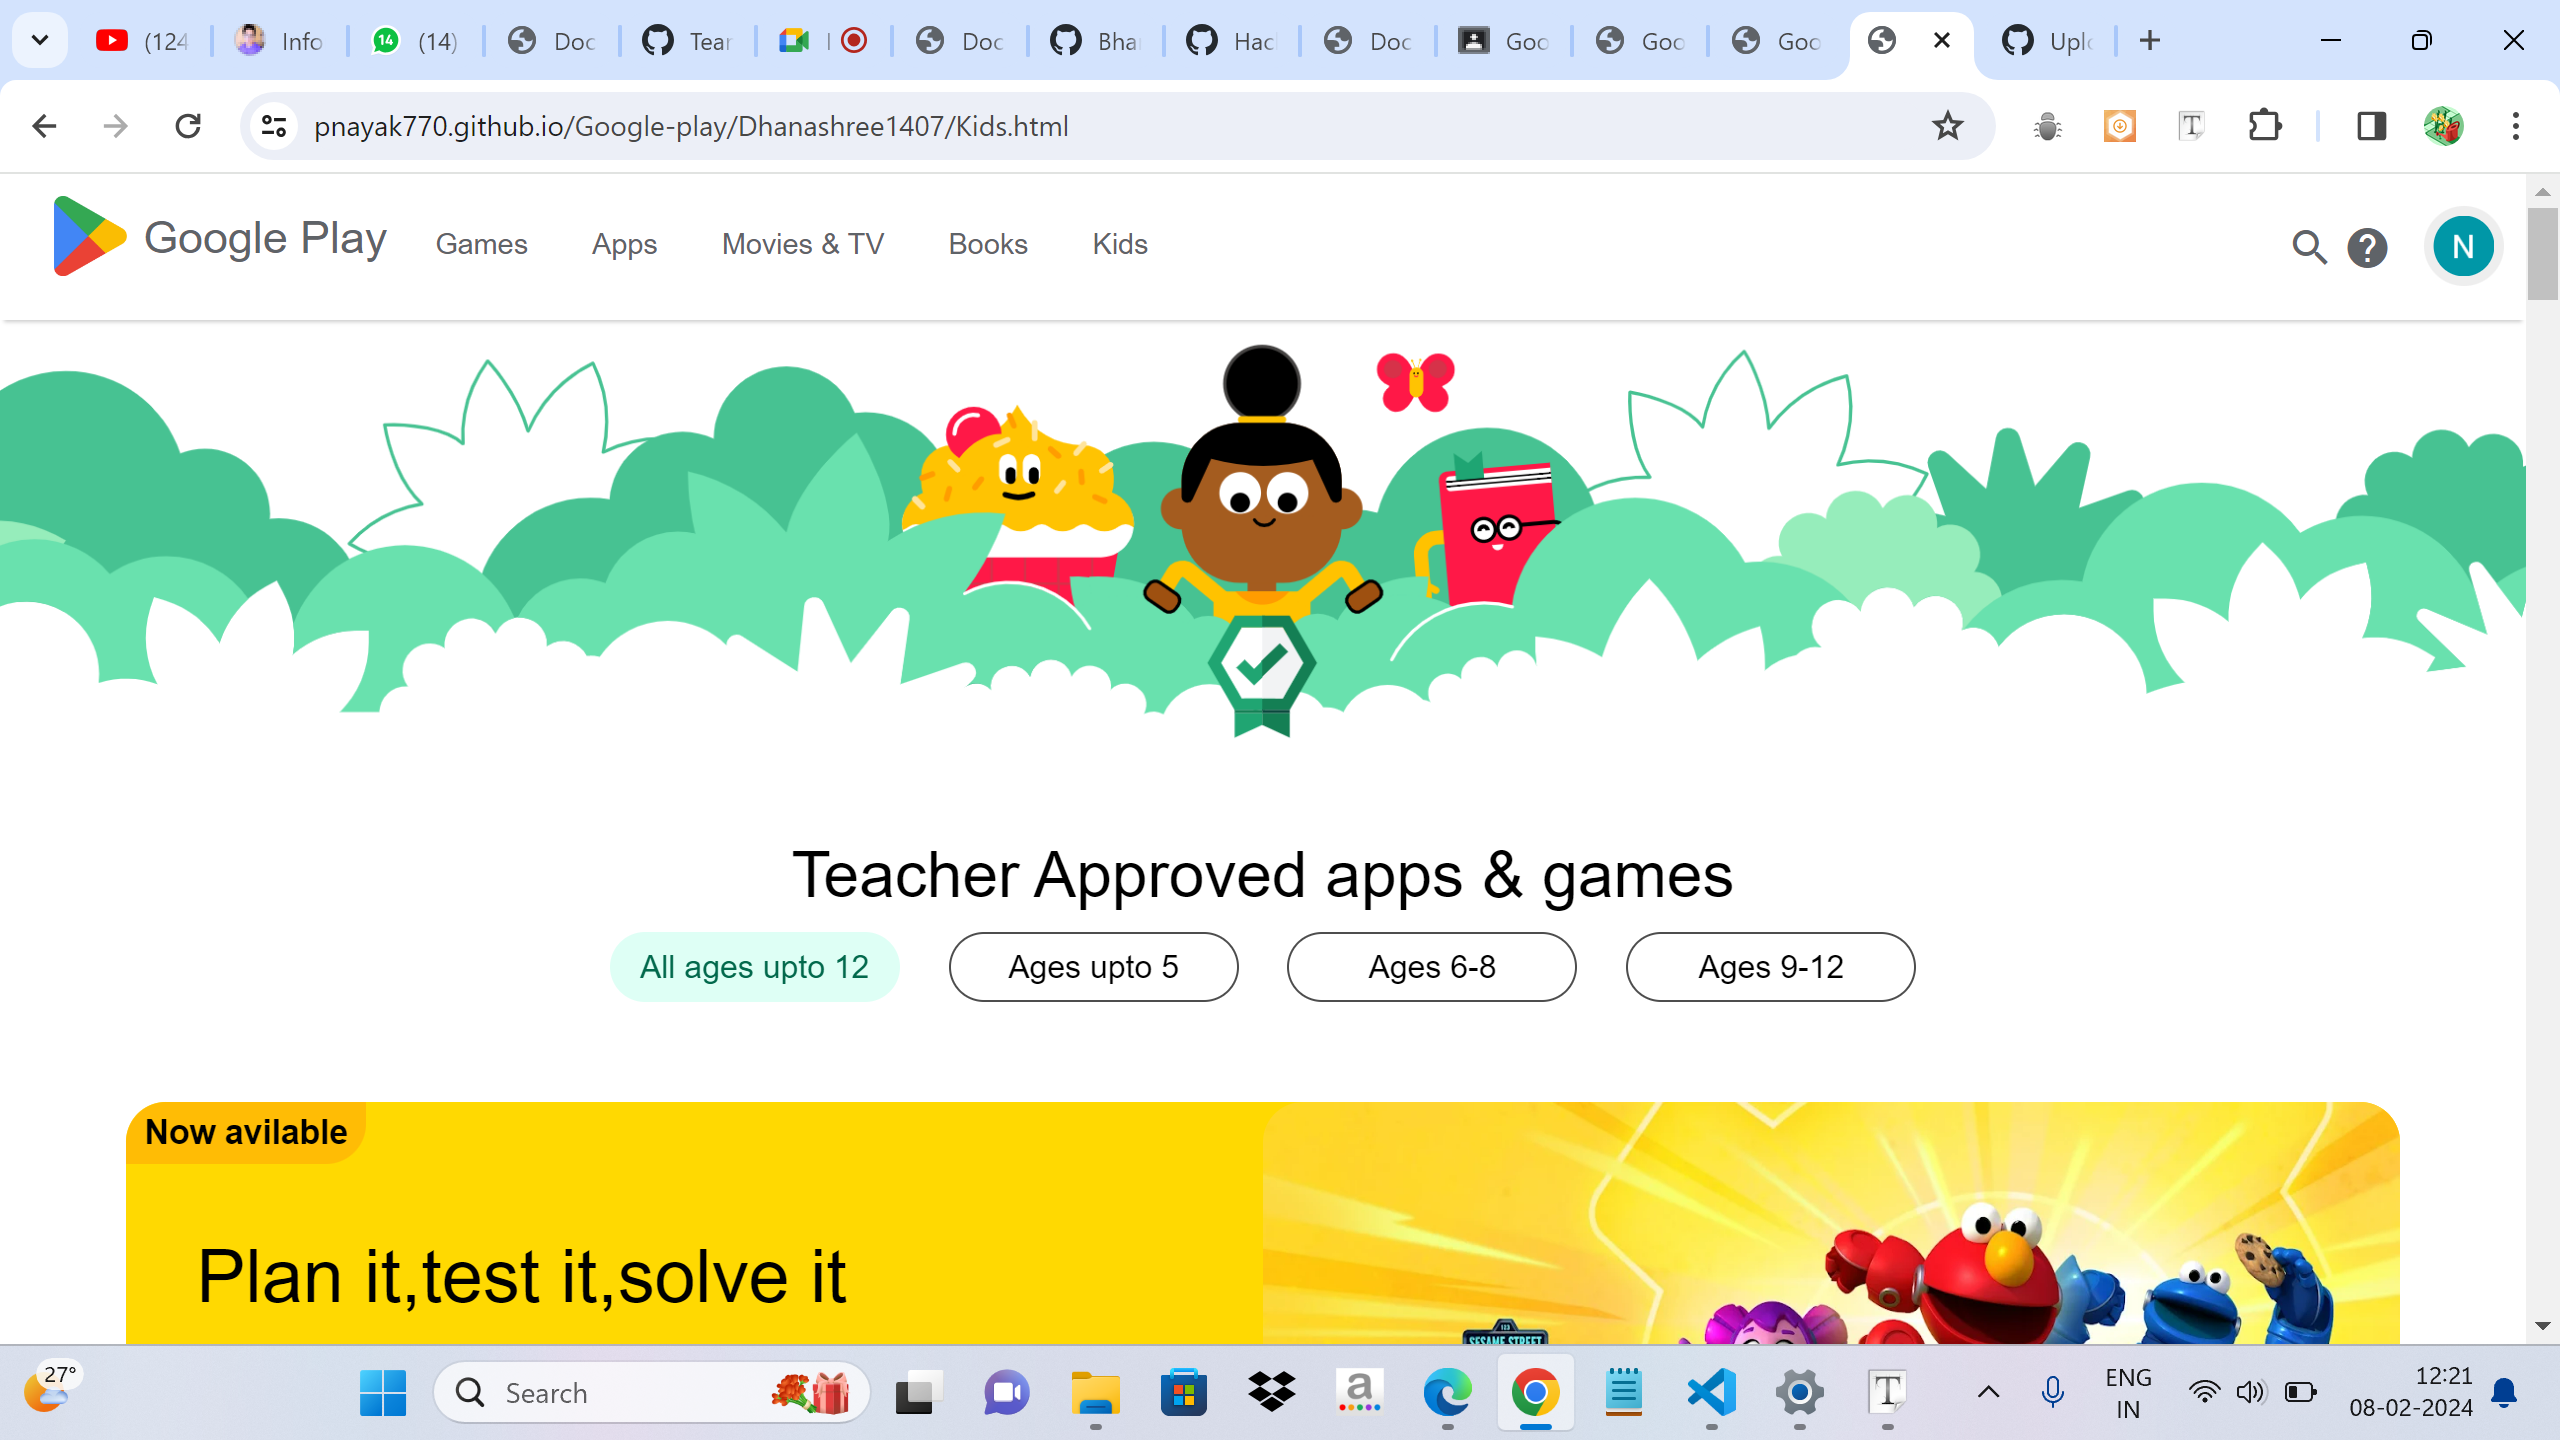 (124
Info
14
(14)
Doc
Tear
Doc
Bha
Hac
Doc
Goo
Goo
Goo
Uplo
pnayak770.github.io/Google-play/Dhanashree1407/Kids.html
Google Play
Games
Apps
Movies & TV
Books
Kids
?
N
Teacher Approved apps & games
All ages upto 12
Ages upto 5
Ages 6-8
Ages 9-12
Now avilable
Plan it,test it,solve it
123
SESAME STREET
27°
Search
a
T
ENG
IN
12:21
08-02-2024